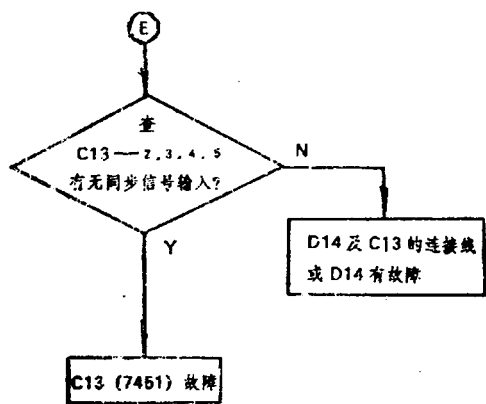 E
查
C13—2.3.4.5
有无同步信号输入?
N
Y
D14及C13的连接线
或D14有故障
C13 (7451) 故障